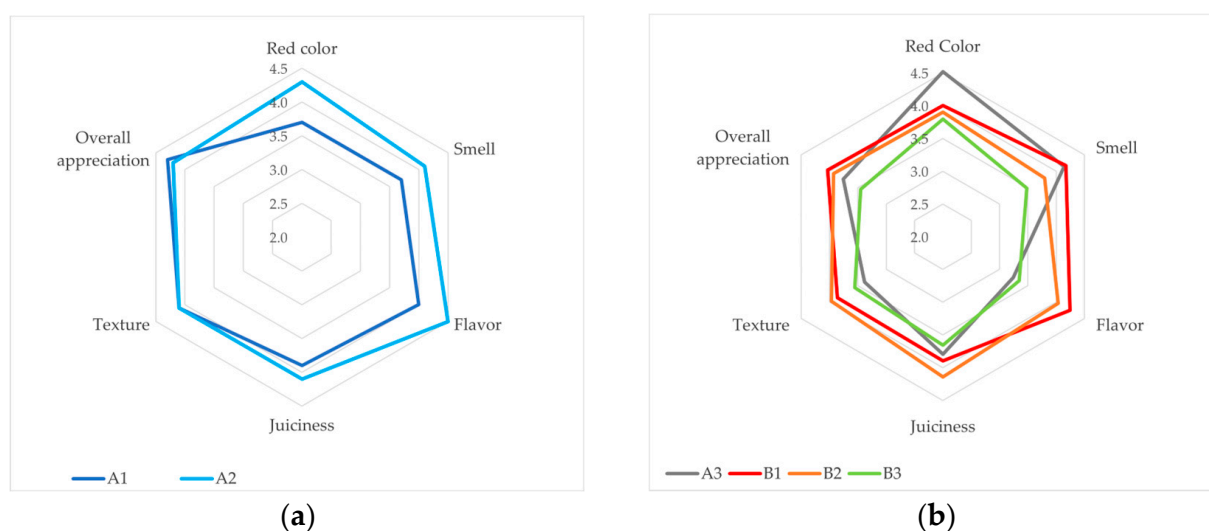 Red color
4.5
4.0
3.5
3.0
2.5
2.0
Overall
appreciation
Smell
Texture
Flavor
Juiciness
A1 A2
(a)
Red Color
4.5
4.0
3.5
3.0
2.5
2.0
Overall
appreciation
Smell
Texture
Flavor
Juiciness
A3 B1 B2 B3
(b)